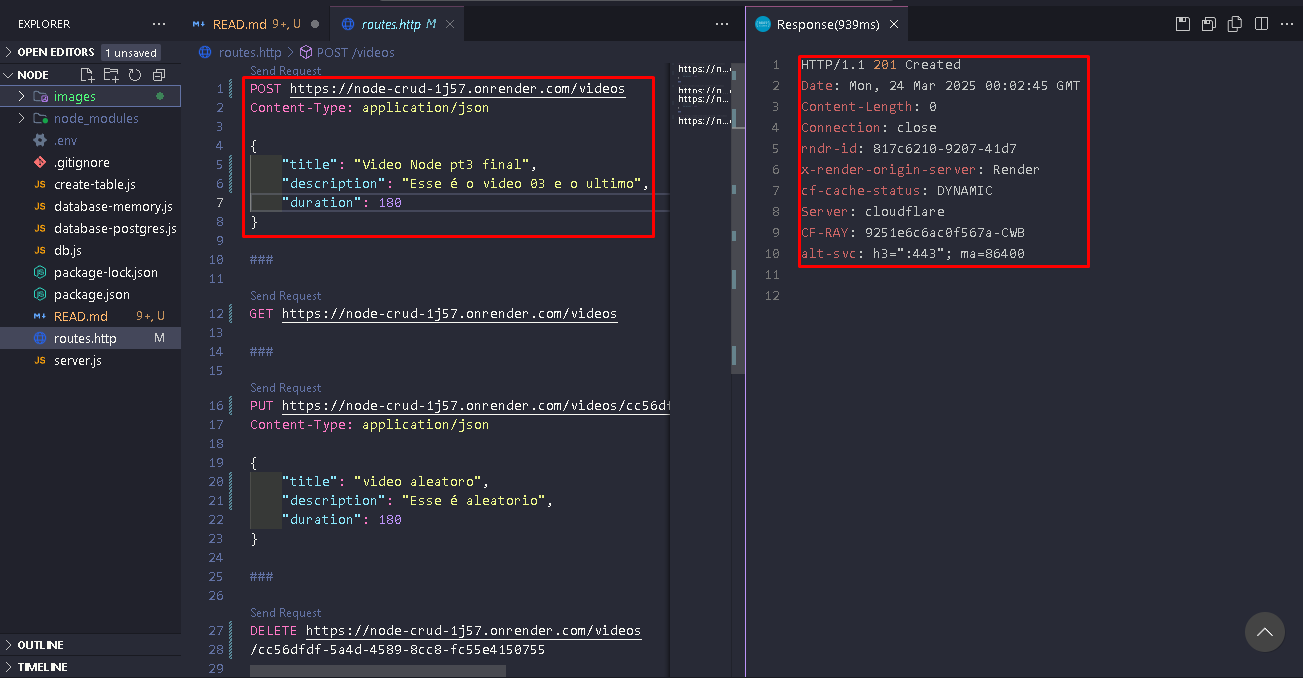 EXPLORER
OPEN EDITORS 1 unsaved
NODE
images
node_modules
.env
.gitignore
JS create-table.js
JS database-memory.js
JS database-postgres.js
JS db.js
package-lock.json
package.json
M+ READ.md 9+, U
routes.http M
JS server.js
OUTLINE
TIMELINE
M+ READ.md 9+, U
routes.http M
routes.http > POST /videos
Send Request
1 POST https://node-crud-1j57.onrender.com/videos
2 Content-Type: application/json
3
4 {
5 "title": "Video Node pt3 final",
6 "description": "Esse é o video 03 e o ultimo",
7 "duration": 180
8 }
9
10 ###
11
Send Request
12 GET https://node-crud-1j57.onrender.com/videos
13
14 ###
15
Send Request
16 PUT https://node-crud-1j57.onrender.com/videos/cc56df
17 Content-Type: application/json
18
19 {
20 "title": "video aleatoro",
21 "description": "Esse é aleatorio",
22 "duration": 180
23 }
24
25 ###
26
Send Request
27 DELETE https://node-crud-1j57.onrender.com/videos
28 /cc56dfdf-5a4d-4589-8cc8-fc55e4150755
29
https://n…
https://n…
https://n…
https://n…
Response(939ms)
1 HTTP/1.1 201 Created
2 Date: Mon, 24 Mar 2025 00:02:45 GMT
3 Content-Length: 0
4 Connection: close
5 rndr-id: 817c6210-9207-41d7
6 x-render-origin-server: Render
7 cf-cache-status: DYNAMIC
8 Server: cloudflare
9 CF-RAY: 9251e6c6ac0f567a-CWB
10 alt-svc: h3=":443"; ma=86400
11
12